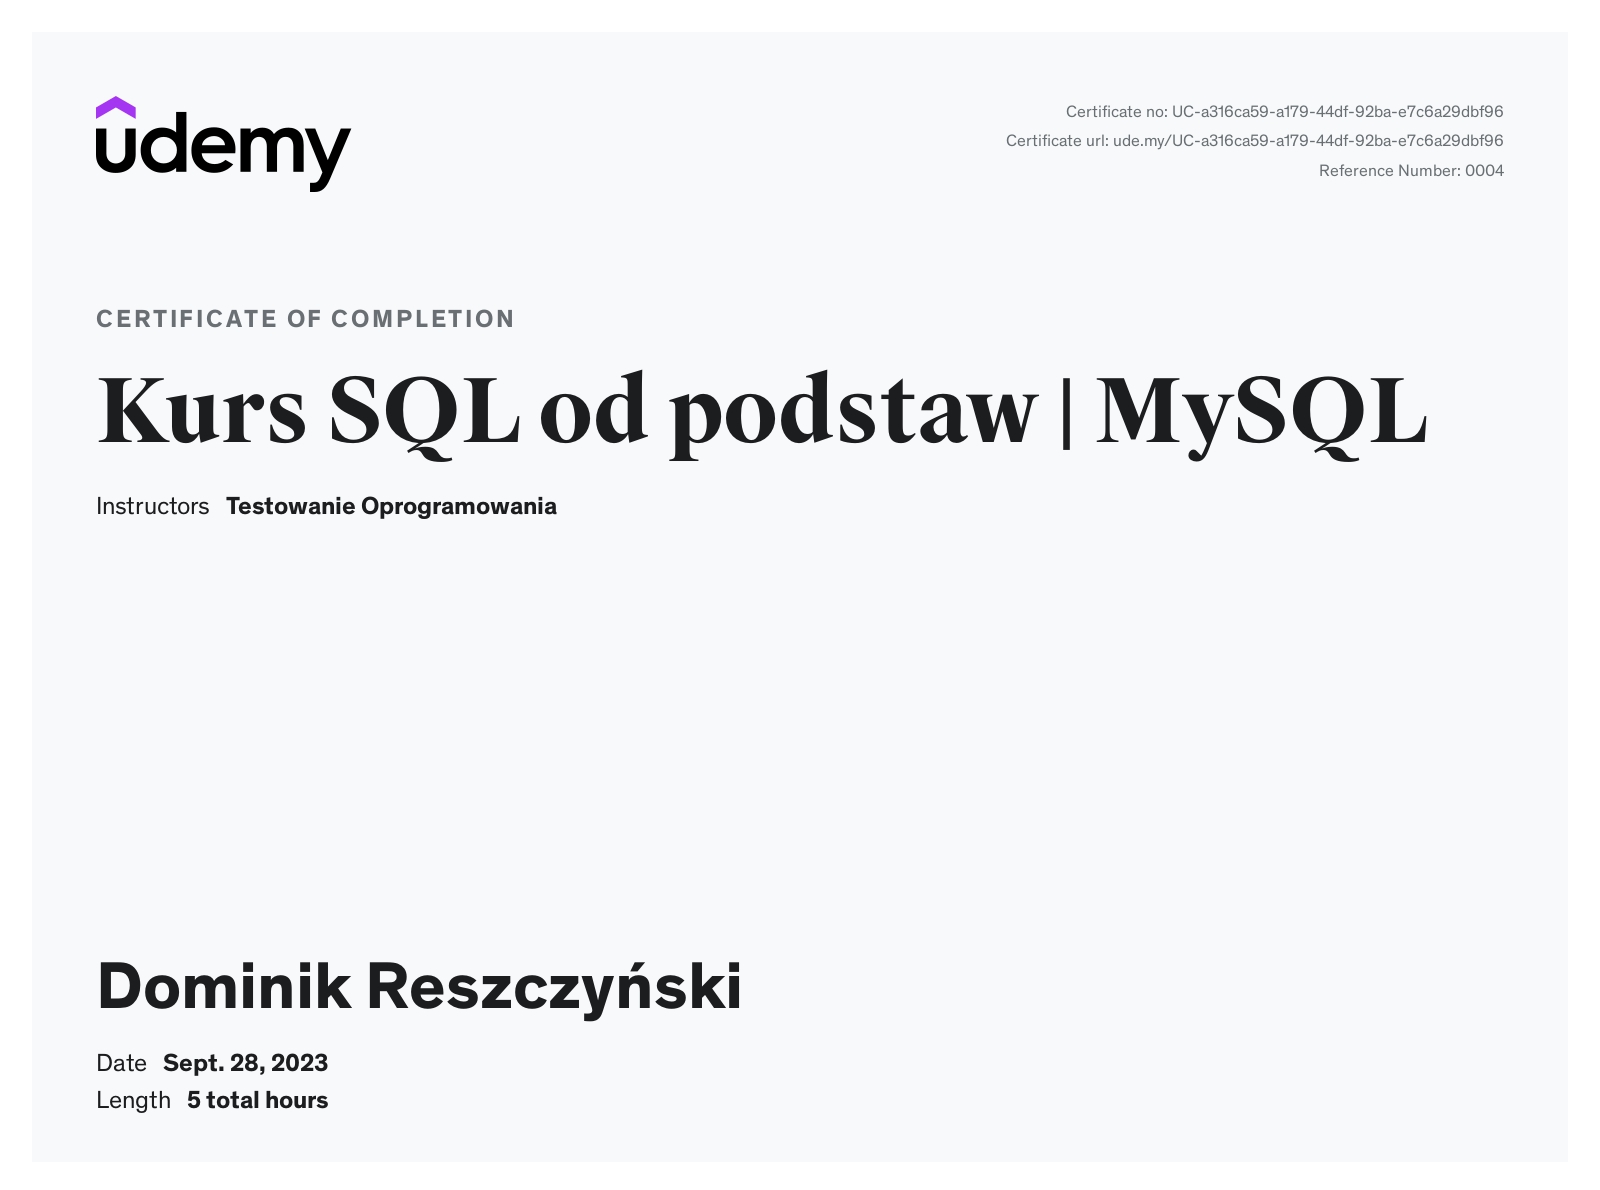 udemy
Certificate no: UC-a316ca59-a179-44df-92ba-e7c6a29dbf96
Certificate url: ude.my/UC-a316ca59-a179-44df-92ba-e7c6a29dbf96
Reference Number: 0004
CERTIFICATE OF COMPLETION
Kurs SQL od podstaw | MySQL
Instructors Testowanie Oprogramowania
Dominik Reszczyński
Date Sept. 28, 2023
Length 5 total hours